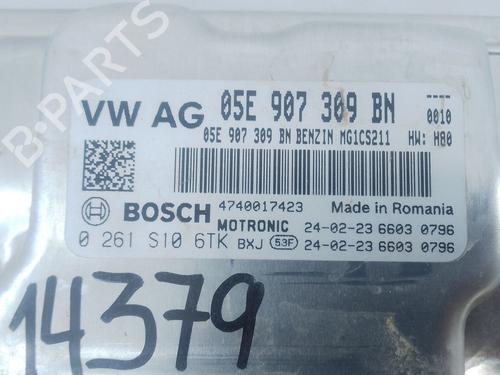 B-PARTS
VW AG 05E 907 309 BN ----
0010
05E 907 309 BN BENZIN MG1CS211 HW: H80
BOSCH 4740017423 Made in Romania
MOTRONIC 24-02-23 6603 0796
0 261 S10 6TK BXJ 53F 24-02-23 6603 0796
14379